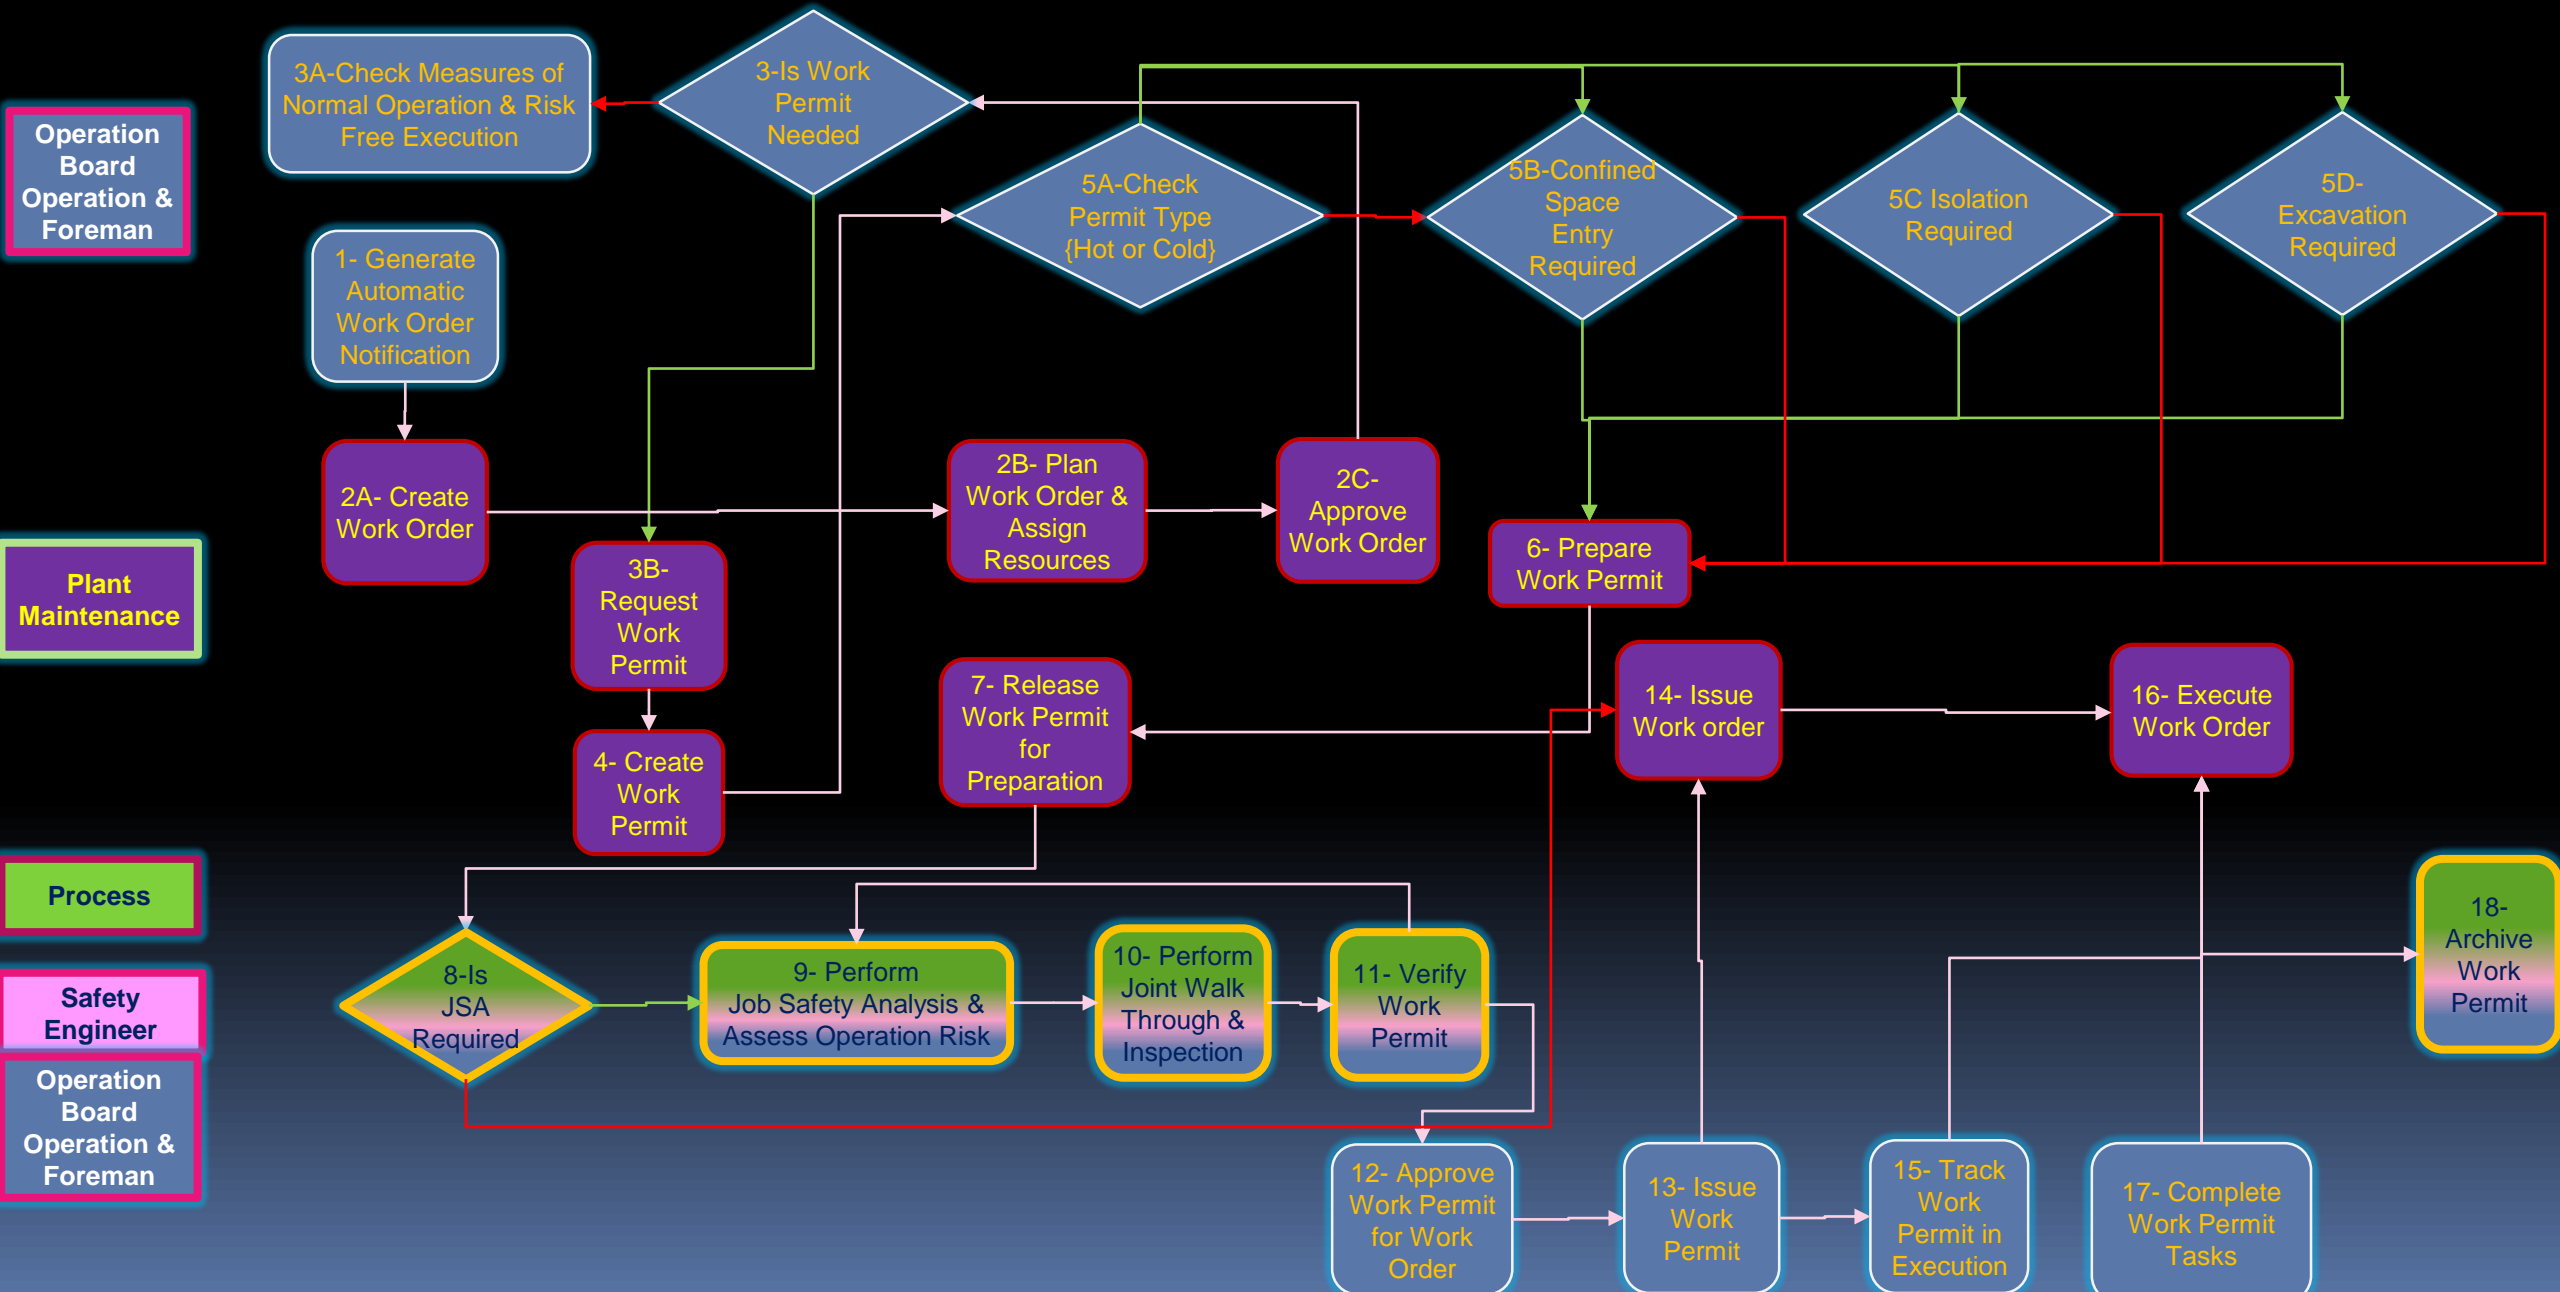 3A-Check Measures of
Normal Operation & Risk
Free Execution
3-Is Work
Permit
Needed
Operation
Board
Operation &
Foreman
5A-Check
Permit Type
{Hot or Cold}
5B-Confined
Space
Entry
Required
5C Isolation
Required
5D-
Excavation
Required
1- Generate
Automatic
Work Order
Notification
2A- Create
Work Order
2B- Plan
Work Order &
Assign
Resources
2C-
Approve
Work Order
Plant
Maintenance
3B-
Request
Work
Permit
6- Prepare
Work Permit
7- Release
Work Permit
for
Preparation
14- Issue
Work order
16- Execute
Work Order
4- Create
Work
Permit
Process
Safety
Engineer
Operation
Board
Operation &
Foreman
8-Is
JSA
Required
9- Perform
Job Safety Analysis &
Assess Operation Risk
10- Perform
Joint Walk
Through &
Inspection
11- Verify
Work
Permit
18-
Archive
Work
Permit
12- Approve
Work Permit
for Work
Order
13- Issue
Work
Permit
15- Track
Work
Permit in
Execution
17- Complete
Work Permit
Tasks